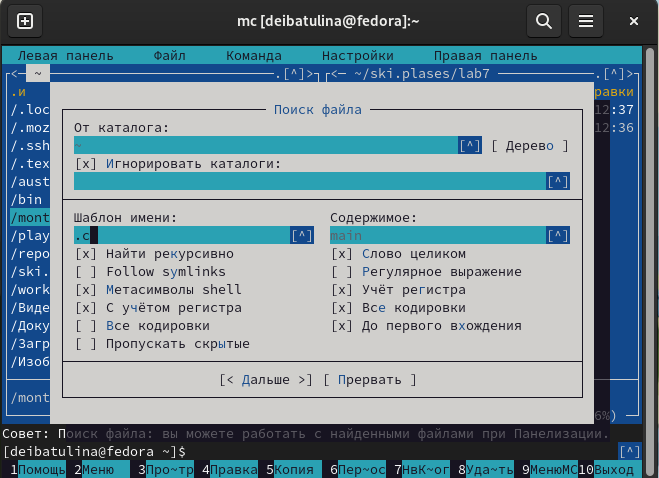 mc [deibatulina@fedora]:~
Левая панель Файл Команда Настройки Правая панель
~ .[^] ~/ski.plases/lab7 .[^]
.и равки
/.loc 12:37
/.moz 12:36
/.ssh
/.tex
/aust
/bin
/mont
/play
/repo
/ski.
/work
/Виде
/Доку
/Загр
/Изоб
/mont
6%)
Поиск файла
От каталога:
~ [^] [ Дерево ]
[x] Игнорировать каталоги:
[^]
Шаблон имени: Содержимое:
.c [^] main [^]
[x] Найти рекурсивно [x] Слово целиком
[ ] Follow symlinks [ ] Регулярное выражение
[x] Метасимволы shell [x] Учёт регистра
[x] С учётом регистра [x] Все кодировки
[ ] Все кодировки [x] До первого вхождения
[ ] Пропускать скрытые
[< Дальше >] [ Прервать ]
Совет: Поиск файла: вы можете работать с найденными файлами при Панелизации.
[deibatulina@fedora ~]$ [^]
1Помощь 2Меню 3Про~тр 4Правка 5Копия 6Пер~ос 7НвК~ог 8Уда~ть 9МенюMC 10Выход